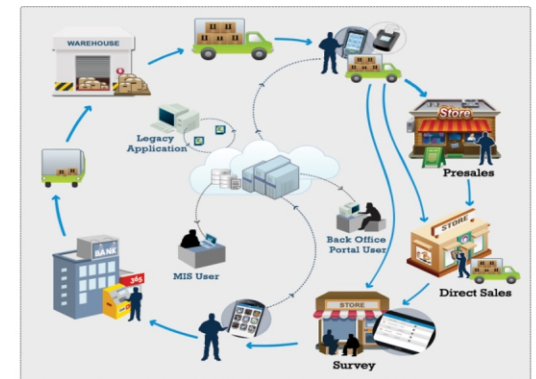 WAREHOUSE
Legacy
Application
Store
Presales
STORE
Direct Sales
Back Office
Portal User
MIS User
BANK
365
STORE
Survey